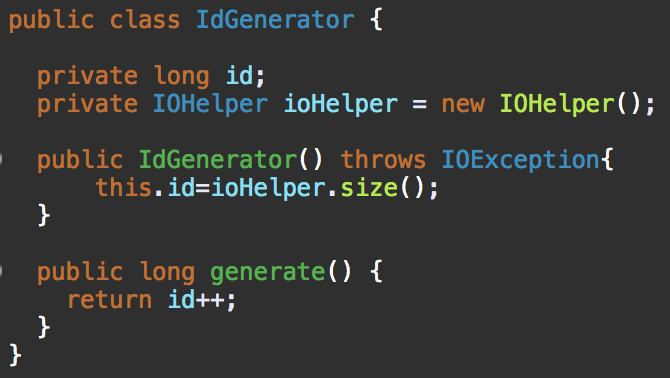 public class IdGenerator {
private long id;
private IOHelper ioHelper = new IOHelper();
public IdGenerator() throws IOException{
this.id=ioHelper.size();
}
public long generate() {
return id++;
}
}